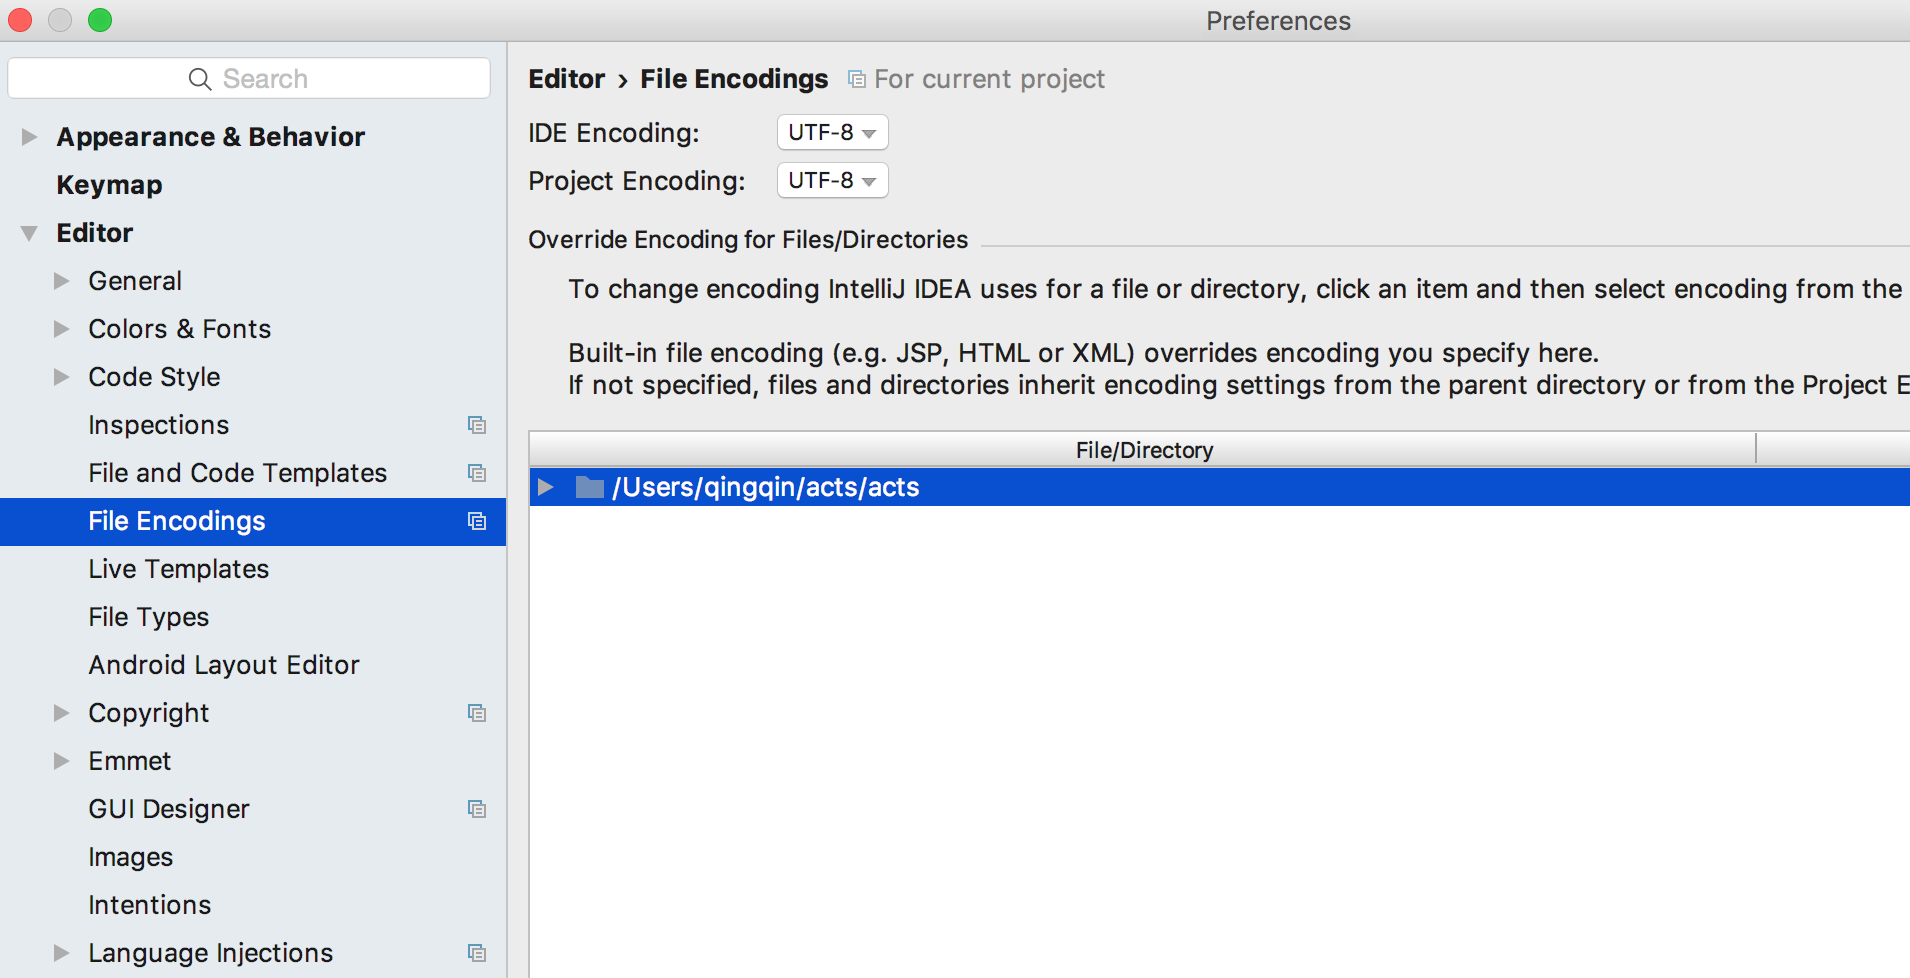 Preferences
Search
Appearance & Behavior
Keymap
Editor
General
Colors & Fonts
Code Style
Inspections
File and Code Templates
File Encodings
Live Templates
File Types
Android Layout Editor
Copyright
Emmet
GUI Designer
Images
Intentions
Language Injections
Editor › File Encodings For current project
IDE Encoding: UTF-8
Project Encoding: UTF-8
Override Encoding for Files/Directories
To change encoding IntelliJ IDEA uses for a file or directory, click an item and then select encoding from the
Built-in file encoding (e.g. JSP, HTML or XML) overrides encoding you specify here.
If not specified, files and directories inherit encoding settings from the parent directory or from the Project E
File/Directory
/Users/qingqin/acts/acts